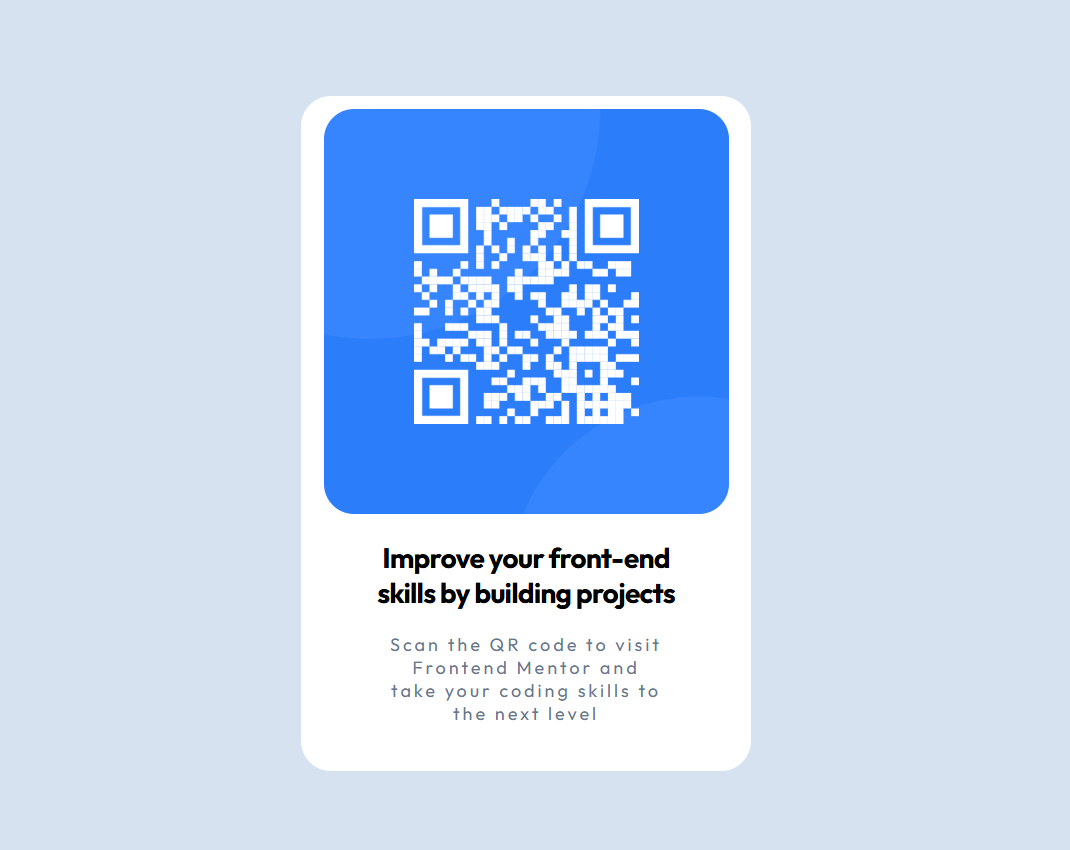 Improve your front-end
skills by building projects
Scan the QR code to visit
Frontend Mentor and
take your coding skills to
the next level